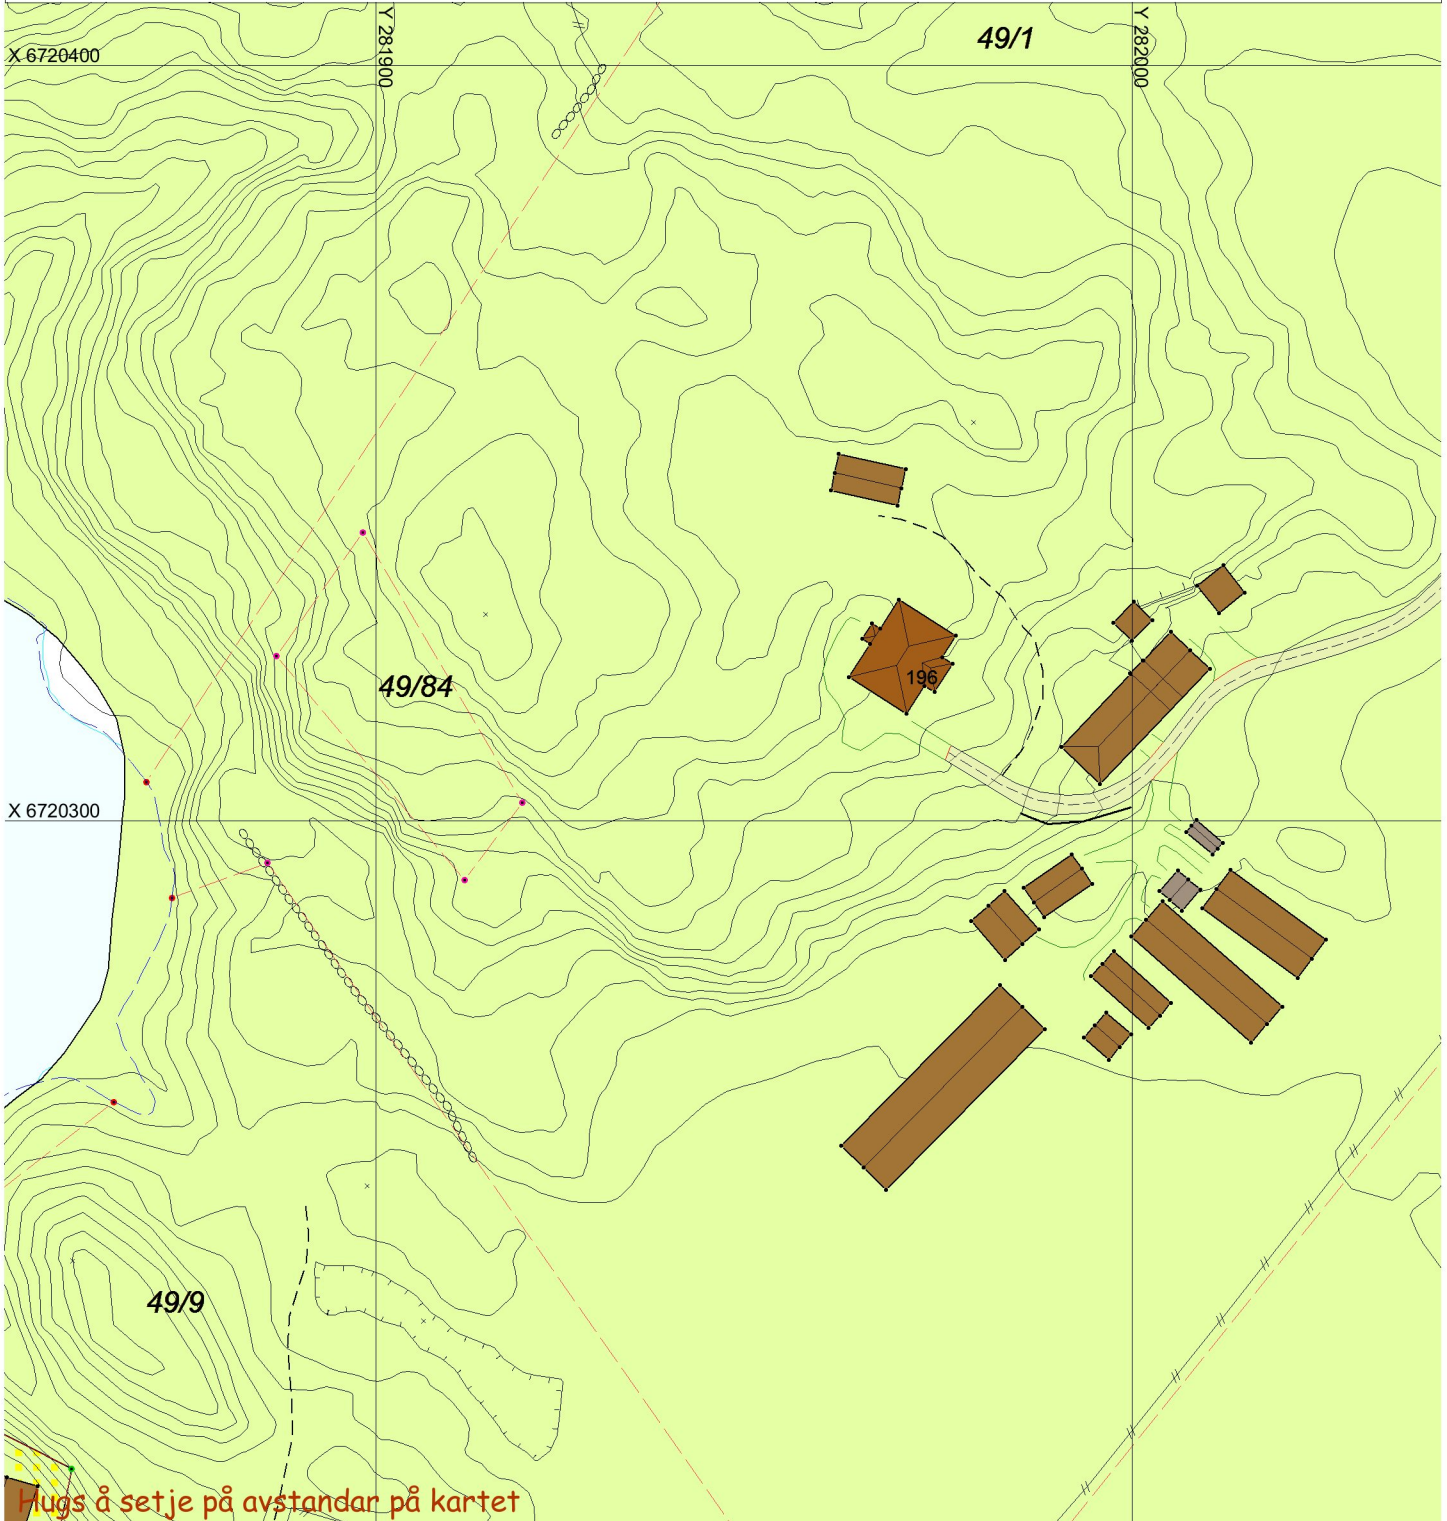 49/1
Y 281900
Y 282000
X 6720400
49/84
196
X 6720300
49/9
Hugs å setje på avstandar på kartet